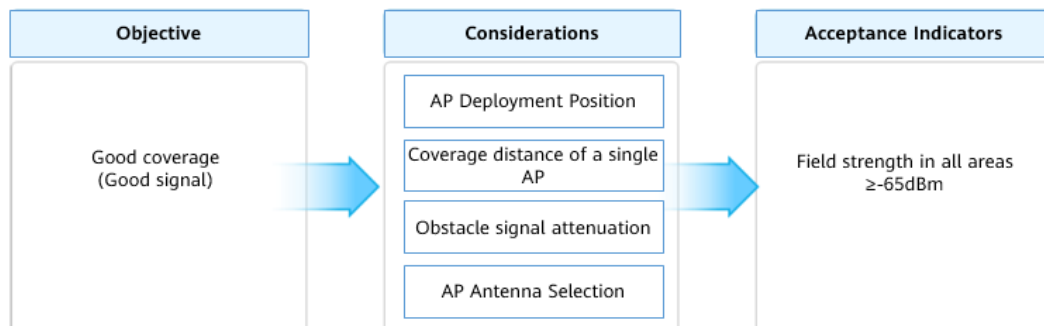 Objective
Considerations
Acceptance Indicators
Good coverage
(Good signal)
AP Deployment Position
Coverage distance of a single
AP
Obstacle signal attenuation
AP Antenna Selection
Field strength in all areas
≥-65dBm